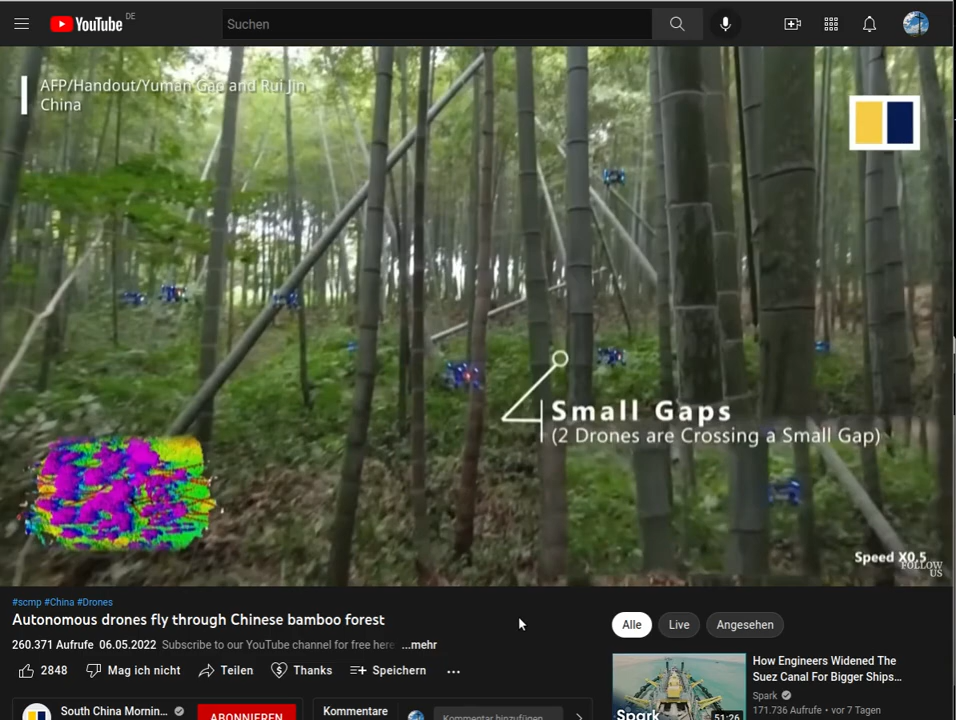 YouTube DE
Suchen
AFP/Handout/Yuman Gao and Rui Jin
China
Small Gaps
(2 Drones are Crossing a Small Gap)
Speed X0.5
FOLLOW
US
#scmp #China #Drones
Autonomous drones fly through Chinese bamboo forest
260.371 Aufrufe 06.05.2022 Subscribe to our YouTube channel for free here ...mehr
2848 Mag ich nicht Teilen Thanks Speichern
South China Mornin...
ABONNIEREN
Kommentare
Kommentar hinzufügen...
Alle Live Angesehen
How Engineers Widened The
Suez Canal For Bigger Ships...
Spark
171.736 Aufrufe • vor 7 Tagen
Spark
51:26